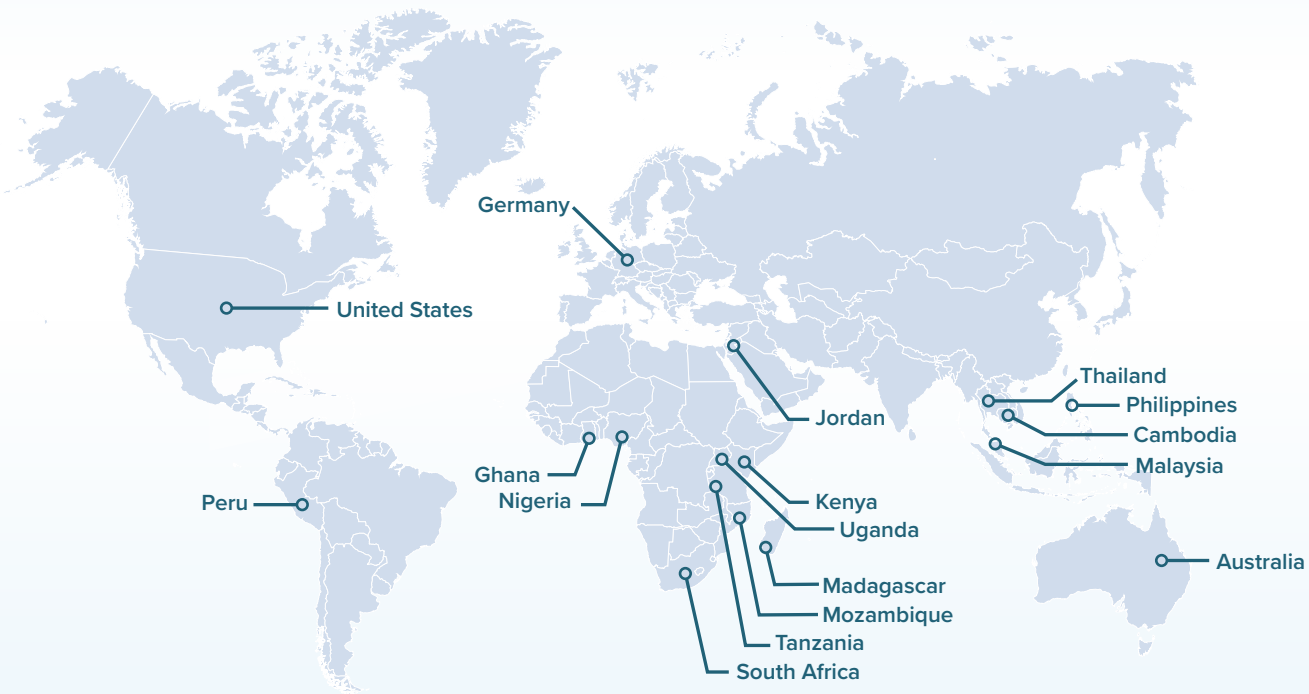 Germany
United States
Thailand
Philippines
Jordan
Cambodia
Malaysia
Ghana
Nigeria
Peru
Kenya
Uganda
Australia
Madagascar
Mozambique
Tanzania
South Africa